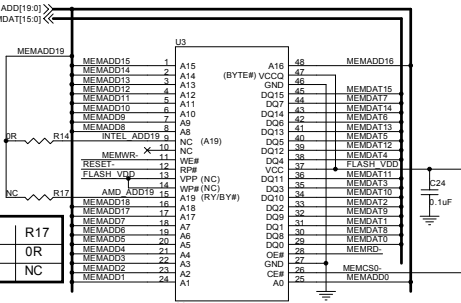 ADD[19:0]
MDAT[15:0]
U3
MEMADD19
MEMADD15 1 A15 A16 48 MEMADD16
MEMADD14 2 A14 (BYTE#) VCCQ 47
MEMADD13 3 A13 GND 46
MEMADD12 4 A12 DQ15 45 MEMDAT15
MEMADD11 5 A11 DQ7 44 MEMDAT7
MEMADD10 6 A10 DQ14 43 MEMDAT14
MEMADD9 7 A9 DQ6 42 MEMDAT6
MEMADD8 8 A8 DQ13 41 MEMDAT13
0R R14 INTEL_ADD19 9 NC (A19) DQ5 40 MEMDAT5
10 NC DQ12 39 MEMDAT12
MEMWR- 11 WE# DQ4 38 MEMDAT4
RESET- 12 RP# VCC 37 FLASH_VDD
FLASH_VDD 13 VPP (NC) DQ11 36 MEMDAT11
14 WP# (NC) DQ3 35 MEMDAT3
NC R17 AMD_ADD19 15 A19 (RY/BY#) DQ10 34 MEMDAT10
MEMADD18 16 A18 DQ2 33 MEMDAT2
MEMADD17 17 A17 DQ9 32 MEMDAT9
MEMADD7 18 A7 DQ1 31 MEMDAT1
MEMADD6 19 A6 DQ8 30 MEMDAT8
MEMADD5 20 A5 DQ0 29 MEMDAT0
MEMADD4 21 A4 OE# 28 MEMRD-
MEMADD3 22 A3 GND 27
MEMADD2 23 A2 CE# 26 MEMCS0-
MEMADD1 24 A1 A0 25 MEMADD0
C24
0.1uF
R17
0R
NC